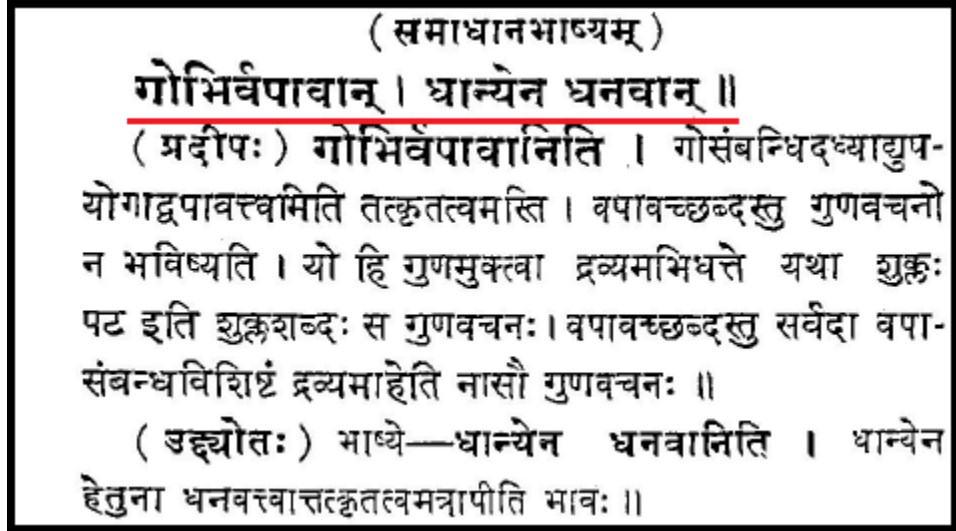 ( समाधानभाष्यम् )
गोभिर्वपावान् । धान्येन धनवान् ॥
( प्रदीपः ) गोभिर्वपावानिति । गोसंबन्धिदध्याद्युप-
योगाद्वपावत्त्वमिति तत्कृतत्वमस्ति । वपावच्छब्दस्तु गुणवचनो
न भविष्यति । यो हि गुणमुक्त्वा द्रव्यमभिधत्ते यथा शुक्लः
पट इति शुक्लशब्दः स गुणवचनः । वपावच्छब्दस्तु सर्वदा वपा-
संबन्धविशिष्टं द्रव्यमाहेति नासौ गुणवचनः ॥
( उद्द्योतः ) भाष्ये—धान्येन धनवानिति । धान्येन
हेतुना धनवत्त्वात्तत्कृतत्वमत्रापीति भावः ॥